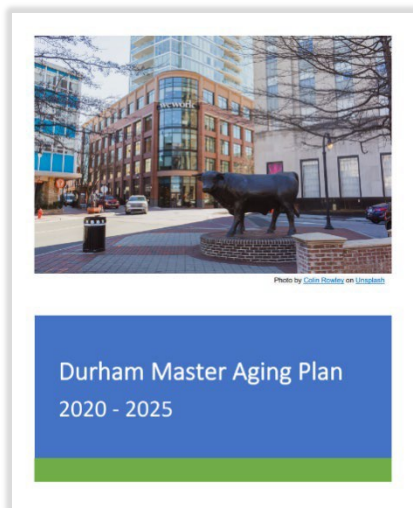 wework
Photo by Colin Rowley on Unsplash
Durham Master Aging Plan
2020 - 2025